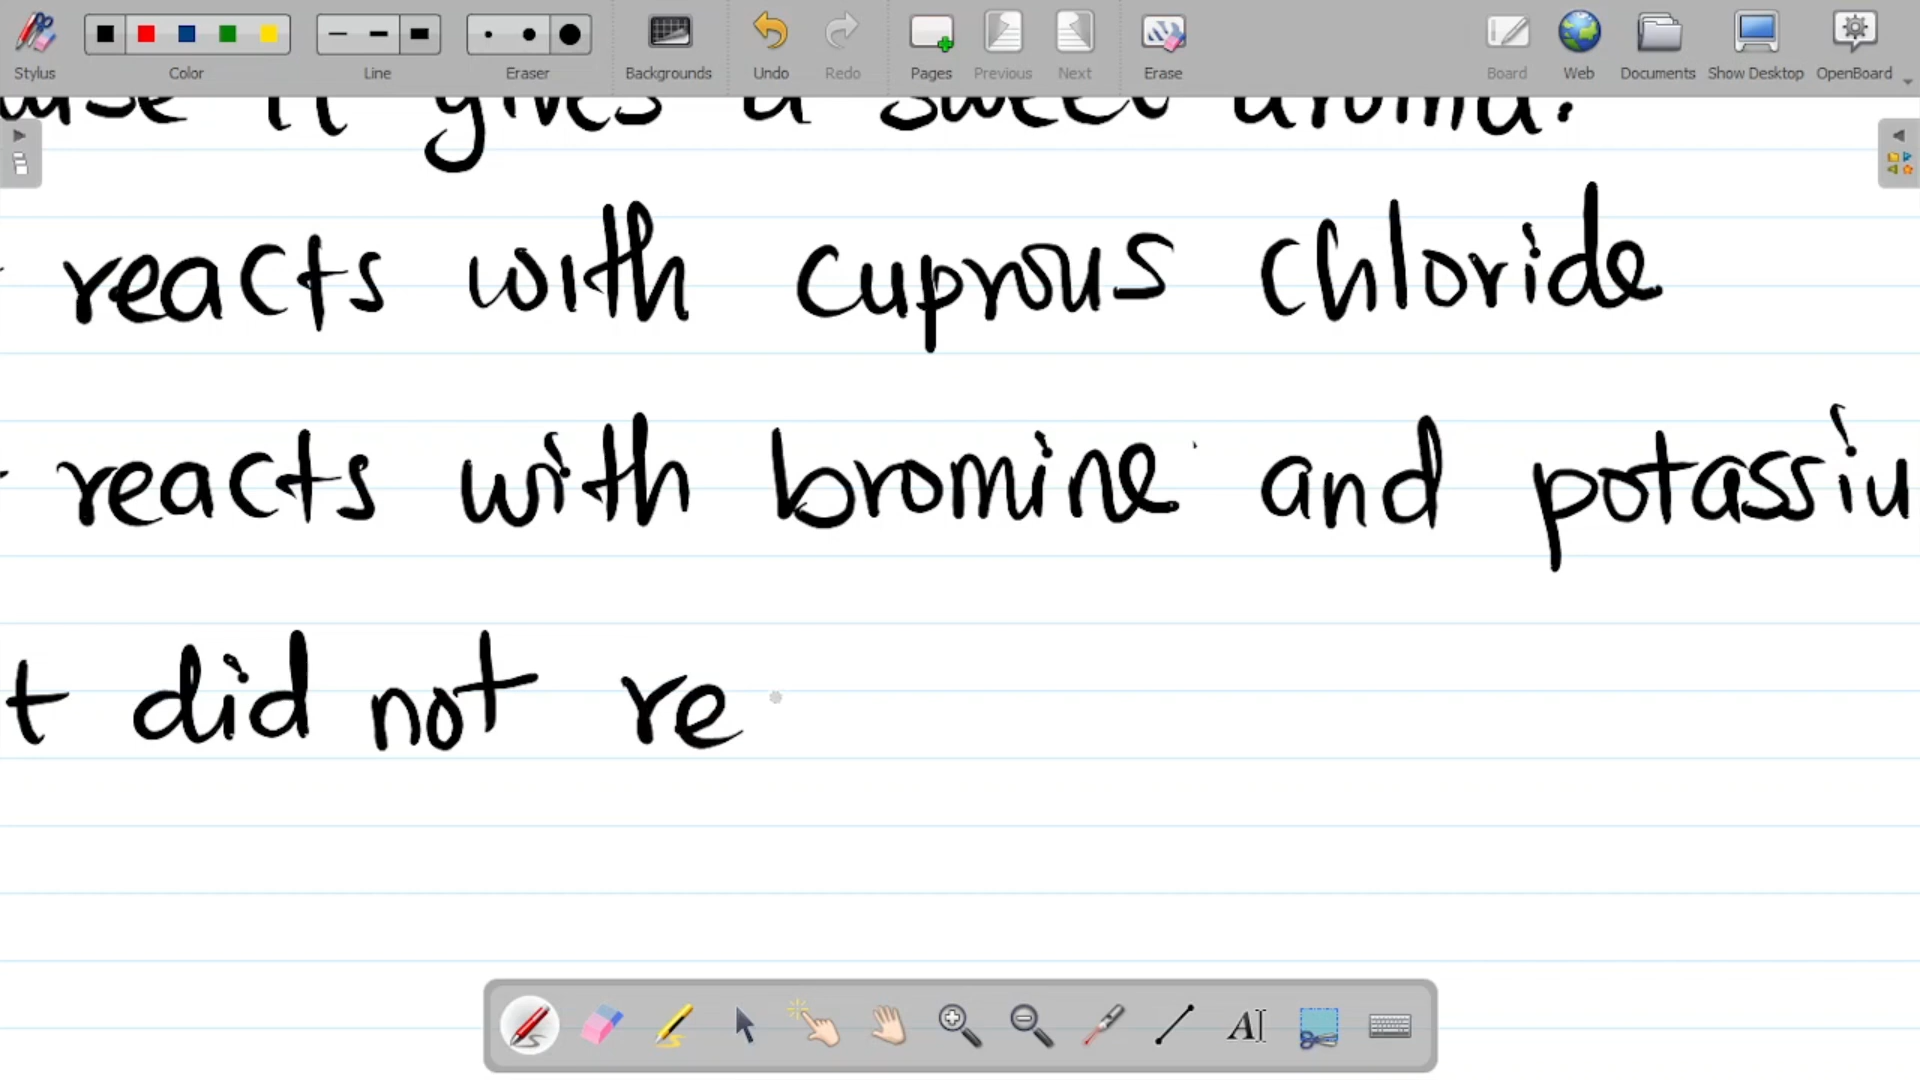 Stylus Color Line Eraser Backgrounds Undo Redo Pages Previous Next Erase Board Web Documents Show Desktop OpenBoard
it gives a sweet aroma.
reacts with cuprous chloride
reacts with bromine and potassiu
t did not re